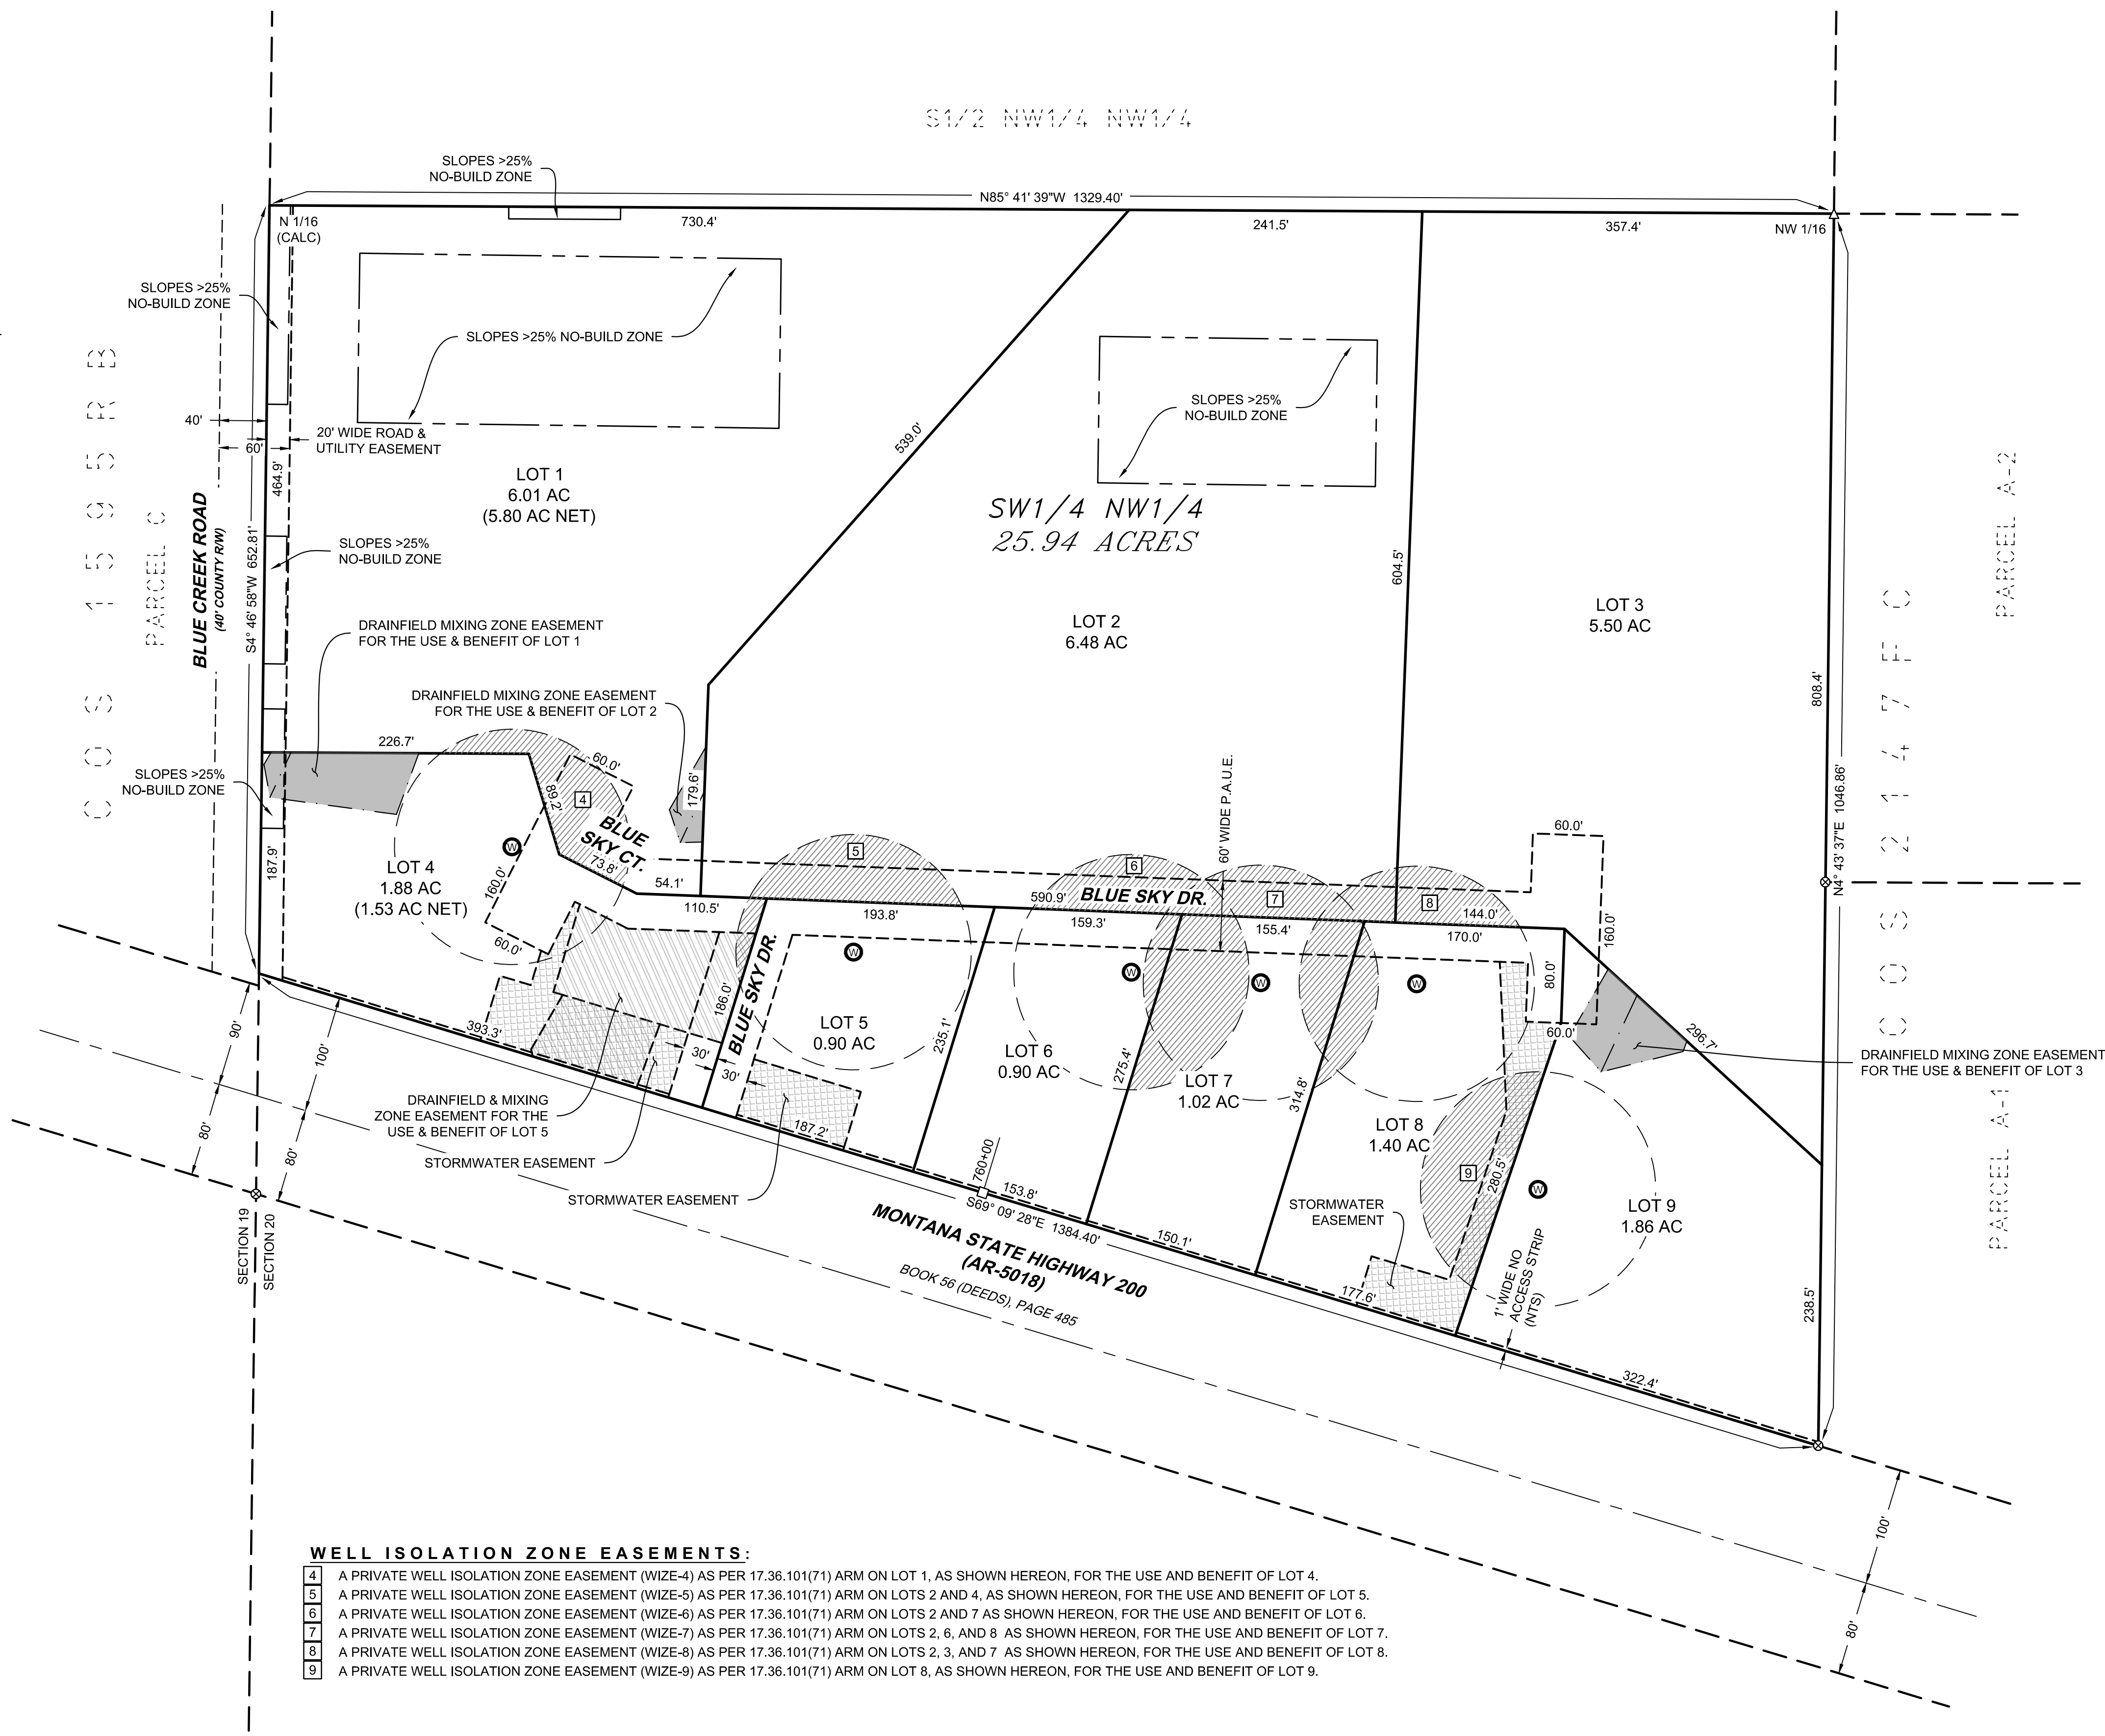 S1/2 NW1/4 NW1/4
SLOPES >25%
NO-BUILD ZONE
N85° 41' 39"W 1329.40'
N 1/16
(CALC)
730.4'
241.5'
357.4'
NW 1/16
SLOPES >25%
NO-BUILD ZONE
SLOPES >25% NO-BUILD ZONE
SLOPES >25%
NO-BUILD ZONE
40'
60'
20' WIDE ROAD &
UTILITY EASEMENT
464.9'
539.0'
LOT 1
6.01 AC
(5.80 AC NET)
SW1/4 NW1/4
25.94 ACRES
COS 1595RB
PARCEL C
BLUE CREEK ROAD
(40' COUNTY R/W)
S4° 46' 58"W 652.81'
SLOPES >25%
NO-BUILD ZONE
604.5'
LOT 2
6.48 AC
LOT 3
5.50 AC
808.4'
N4° 43' 37"E 1046.86'
COS 2147FC
PARCEL A-2
DRAINFIELD MIXING ZONE EASEMENT
FOR THE USE & BENEFIT OF LOT 1
DRAINFIELD MIXING ZONE EASEMENT
FOR THE USE & BENEFIT OF LOT 2
226.7'
60.0'
179.6'
60' WIDE P.A.U.E.
SLOPES >25%
NO-BUILD ZONE
89.2'
4
BLUE
SKY CT.
73.8'
54.1'
W
LOT 4
1.88 AC
(1.53 AC NET)
187.9'
160.0'
60.0'
5
6
7
8
60.0'
160.0'
590.9'
BLUE SKY DR.
144.0'
110.5'
193.8'
159.3'
155.4'
170.0'
80.0'
60.0'
296.7'
W
W
W
W
BLUE SKY DR.
186.0'
30'
30'
393.3'
LOT 5
0.90 AC
235.1'
LOT 6
0.90 AC
275.4'
LOT 7
1.02 AC
314.8'
LOT 8
1.40 AC
280.5'
9
W
LOT 9
1.86 AC
DRAINFIELD MIXING ZONE EASEMENT
FOR THE USE & BENEFIT OF LOT 3
PARCEL A-1
238.5'
90'
100'
80'
80'
DRAINFIELD & MIXING
ZONE EASEMENT FOR THE
USE & BENEFIT OF LOT 5
STORMWATER EASEMENT
STORMWATER EASEMENT
187.2'
760+00
153.8'
S69° 09' 28"E 1384.40'
150.1'
STORMWATER
EASEMENT
177.6'
1' WIDE NO
ACCESS STRIP
(NTS)
322.4'
MONTANA STATE HIGHWAY 200
(AR-5018)
BOOK 56 (DEEDS), PAGE 485
SECTION 19
SECTION 20
100'
80'
WELL ISOLATION ZONE EASEMENTS:
4 A PRIVATE WELL ISOLATION ZONE EASEMENT (WIZE-4) AS PER 17.36.101(71) ARM ON LOT 1, AS SHOWN HEREON, FOR THE USE AND BENEFIT OF LOT 4.
5 A PRIVATE WELL ISOLATION ZONE EASEMENT (WIZE-5) AS PER 17.36.101(71) ARM ON LOTS 2 AND 4, AS SHOWN HEREON, FOR THE USE AND BENEFIT OF LOT 5.
6 A PRIVATE WELL ISOLATION ZONE EASEMENT (WIZE-6) AS PER 17.36.101(71) ARM ON LOTS 2 AND 7 AS SHOWN HEREON, FOR THE USE AND BENEFIT OF LOT 6.
7 A PRIVATE WELL ISOLATION ZONE EASEMENT (WIZE-7) AS PER 17.36.101(71) ARM ON LOTS 2, 6, AND 8 AS SHOWN HEREON, FOR THE USE AND BENEFIT OF LOT 7.
8 A PRIVATE WELL ISOLATION ZONE EASEMENT (WIZE-8) AS PER 17.36.101(71) ARM ON LOTS 2, 3, AND 7 AS SHOWN HEREON, FOR THE USE AND BENEFIT OF LOT 8.
9 A PRIVATE WELL ISOLATION ZONE EASEMENT (WIZE-9) AS PER 17.36.101(71) ARM ON LOT 8, AS SHOWN HEREON, FOR THE USE AND BENEFIT OF LOT 9.